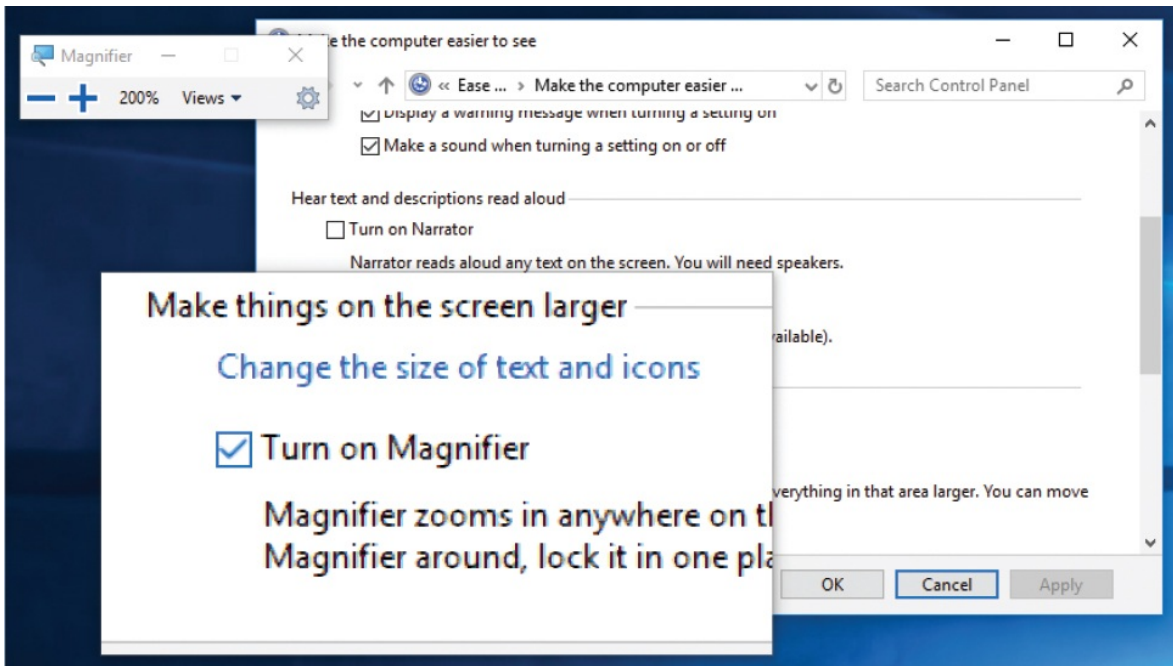 Magnifier
200% Views
the computer easier to see
« Ease ... › Make the computer easier ...
Search Control Panel
Display a warning message when turning a setting on
Make a sound when turning a setting on or off
Hear text and descriptions read aloud
Turn on Narrator
Narrator reads aloud any text on the screen. You will need speakers.
Make things on the screen larger
Change the size of text and icons
Turn on Magnifier
Magnifier zooms in anywhere on
Magnifier around, lock it in one
verything in that area larger. You can move
OK Cancel Apply